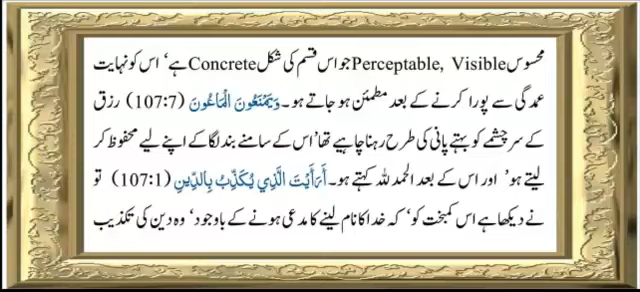 محسوس Perceptable, Visible جو اس قسم کی شکل Concrete ہے‘ اس کو نہایت
عمدگی سے پورا کرنے کے بعد مطمئن ہو جاتے ہو۔ وَيَمْنَعُونَ الْمَاعُونَ (107:7) رزق
کے سرچشمے کو بہتے پانی کی طرح رہنا چاہیے تھا‘ اس کے سامنے بند لگا کے اپنے لیے محفوظ کر
لیتے ہو‘ اور اس کے بعد الحمد للہ کہتے ہو۔ أَرَأَيْتَ الَّذِي يُكَذِّبُ بِالدِّينِ (107:1) تو
نے دیکھا ہے اس کمبخت کو‘ کہ خدا کا نام لینے کا مدعی ہونے کے باوجود‘ وہ دین کی تکذیب